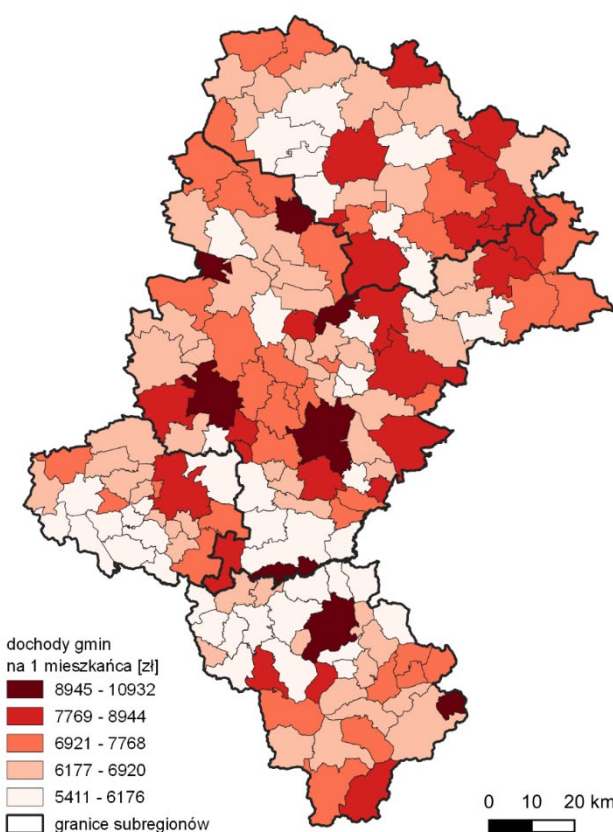 dochody gmin
na 1 mieszkańca [zł]
8945 - 10932
7769 - 8944
6921 - 7768
6177 - 6920
5411 - 6176
granice subregionów
0 10 20 km